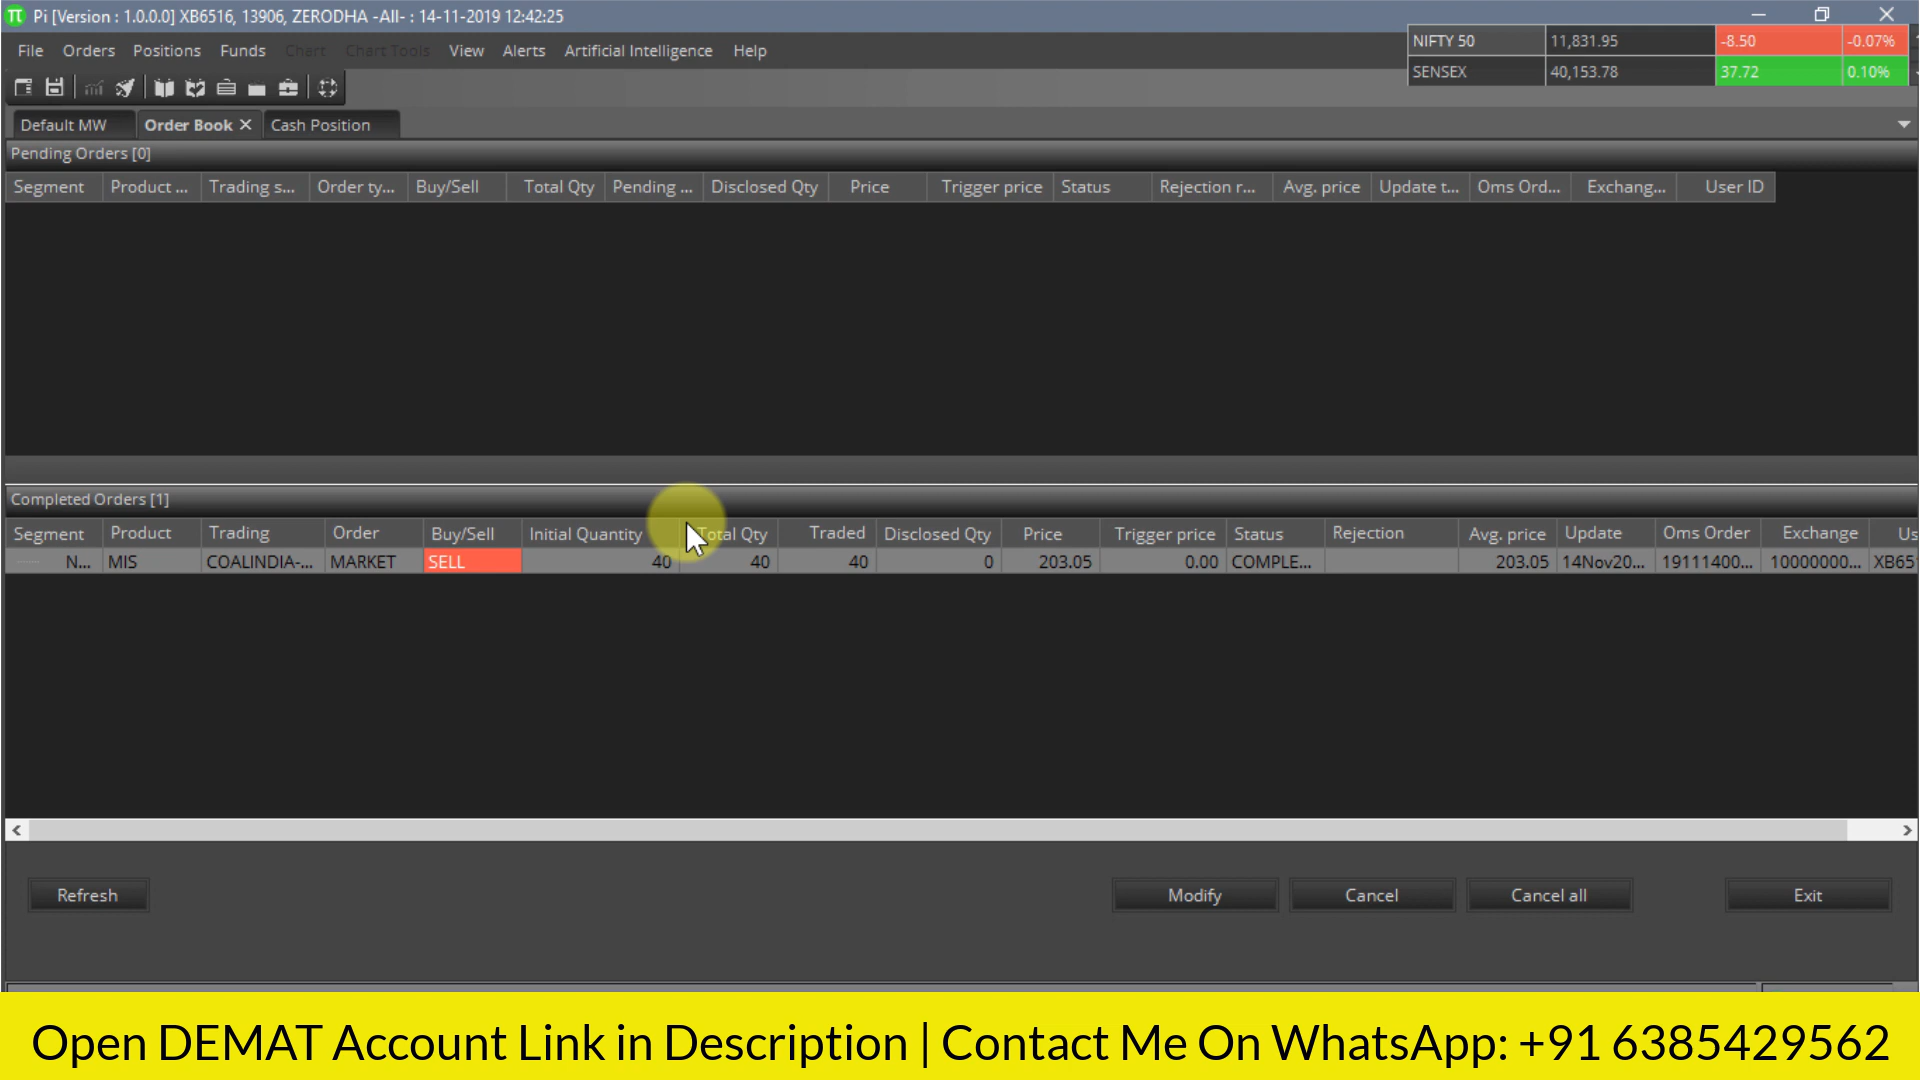 Pi [Version : 1.0.0.0] XB6516, 13906, ZERODHA -All- : 14-11-2019 12:42:25
File Orders Positions Funds Chart Chart Tools View Alerts Artificial Intelligence Help
NIFTY 50 11,831.95 -8.50 -0.07%
SENSEX 40,153.78 37.72 0.10%
Default MW Order Book Cash Position
Pending Orders [0]
Segment Product ... Trading s... Order ty... Buy/Sell Total Qty Pending ... Disclosed Qty Price Trigger price Status Rejection r... Avg. price Update t... Oms Ord... Exchang... User ID
Completed Orders [1]
Segment Product Trading Order Buy/Sell Initial Quantity Total Qty Traded Disclosed Qty Price Trigger price Status Rejection Avg. price Update Oms Order Exchange Us
N... MIS COALINDIA-... MARKET SELL 40 40 40 0 203.05 0.00 COMPLE... 203.05 14Nov20... 19111400... 10000000... XB65
Refresh Modify Cancel Cancel all Exit
Open DEMAT Account Link in Description | Contact Me On WhatsApp: +91 6385429562